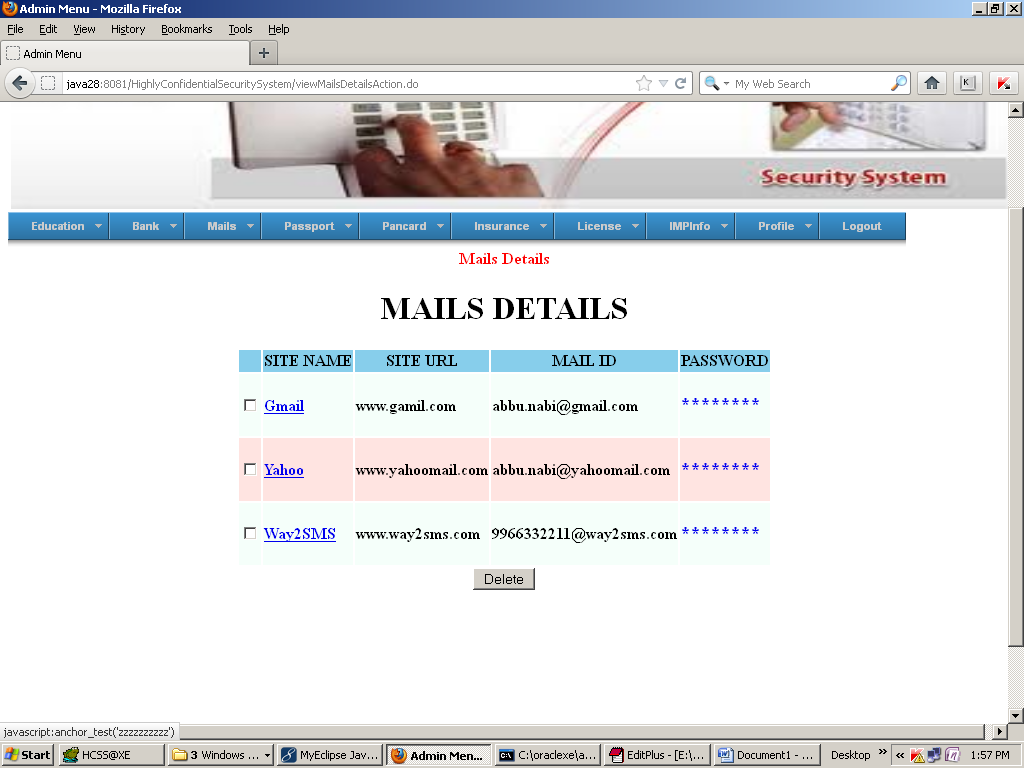 Admin Menu - Mozilla Firefox
File Edit View History Bookmarks Tools Help
Admin Menu
java28:8081/HighlyConfidentialSecuritySystem/viewMailsDetailsAction.do
My Web Search
Security System
Education Bank Mails Passport Pancard Insurance License IMPInfo Profile Logout
Mails Details
MAILS DETAILS
SITE NAME SITE URL MAIL ID PASSWORD
Gmail www.gamil.com abbu.nabi@gmail.com ********
Yahoo www.yahoomail.com abbu.nabi@yahoomail.com ********
Way2SMS www.way2sms.com 9966332211@way2sms.com ********
Delete
javascript:anchor_test('zzzzzzzzzz')
Start HCSS@XE 3 Windows ... MyEclipse Jav... Admin Men... C:\oraclexe\a... EditPlus - [E:\... Document1 - ... Desktop 1:57 PM